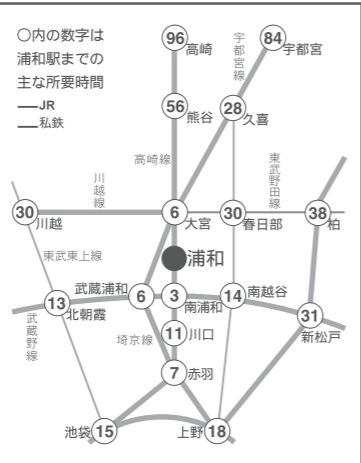 ○内の数字は
浦和駅までの
主な所要時間
JR
私鉄
96
高崎
84
宇都宮
宇都宮線
56
熊谷
28
久喜
高崎線
川越線
東武野田線
30
川越
6
大宮
30
春日部
38
柏
東武東上線
浦和
武蔵浦和
6
3
南浦和
14
南越谷
13
北朝霞
武蔵野線
31
新松戸
埼京線
11
川口
7
赤羽
池袋
15
上野
18